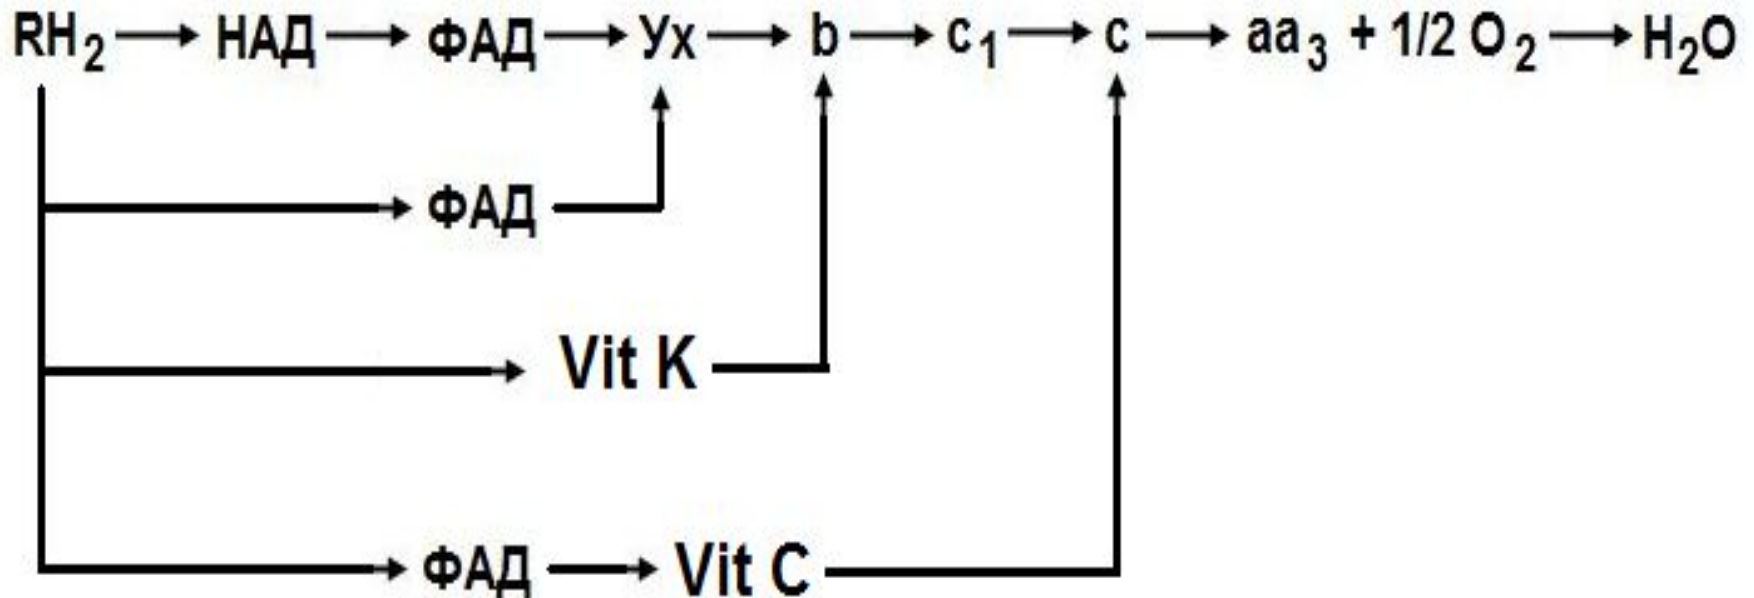 RH2 НАД ФАД Ух b c1 c aa3 + 1/2 O2 H2O
ФАД
Vit K
ФАД Vit C